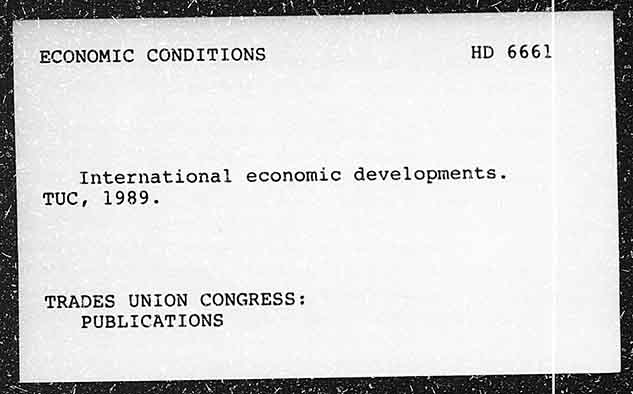 ECONOMIC CONDITIONS HD 6661
International economic developments.
TUC, 1989.
TRADES UNION CONGRESS:
PUBLICATIONS